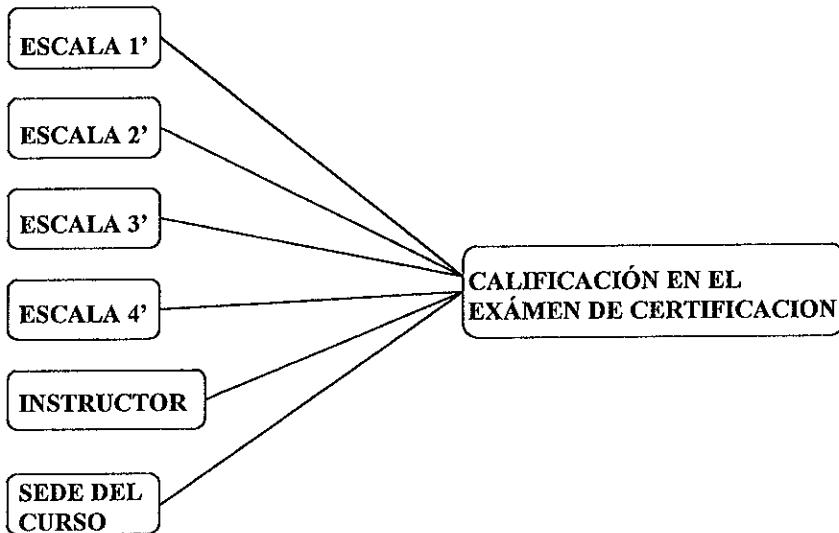 ESCALA 1’
ESCALA 2’
ESCALA 3’
ESCALA 4’
INSTRUCTOR
SEDE DEL
CURSO
CALIFICACIÓN EN EL
EXÁMEN DE CERTIFICACION